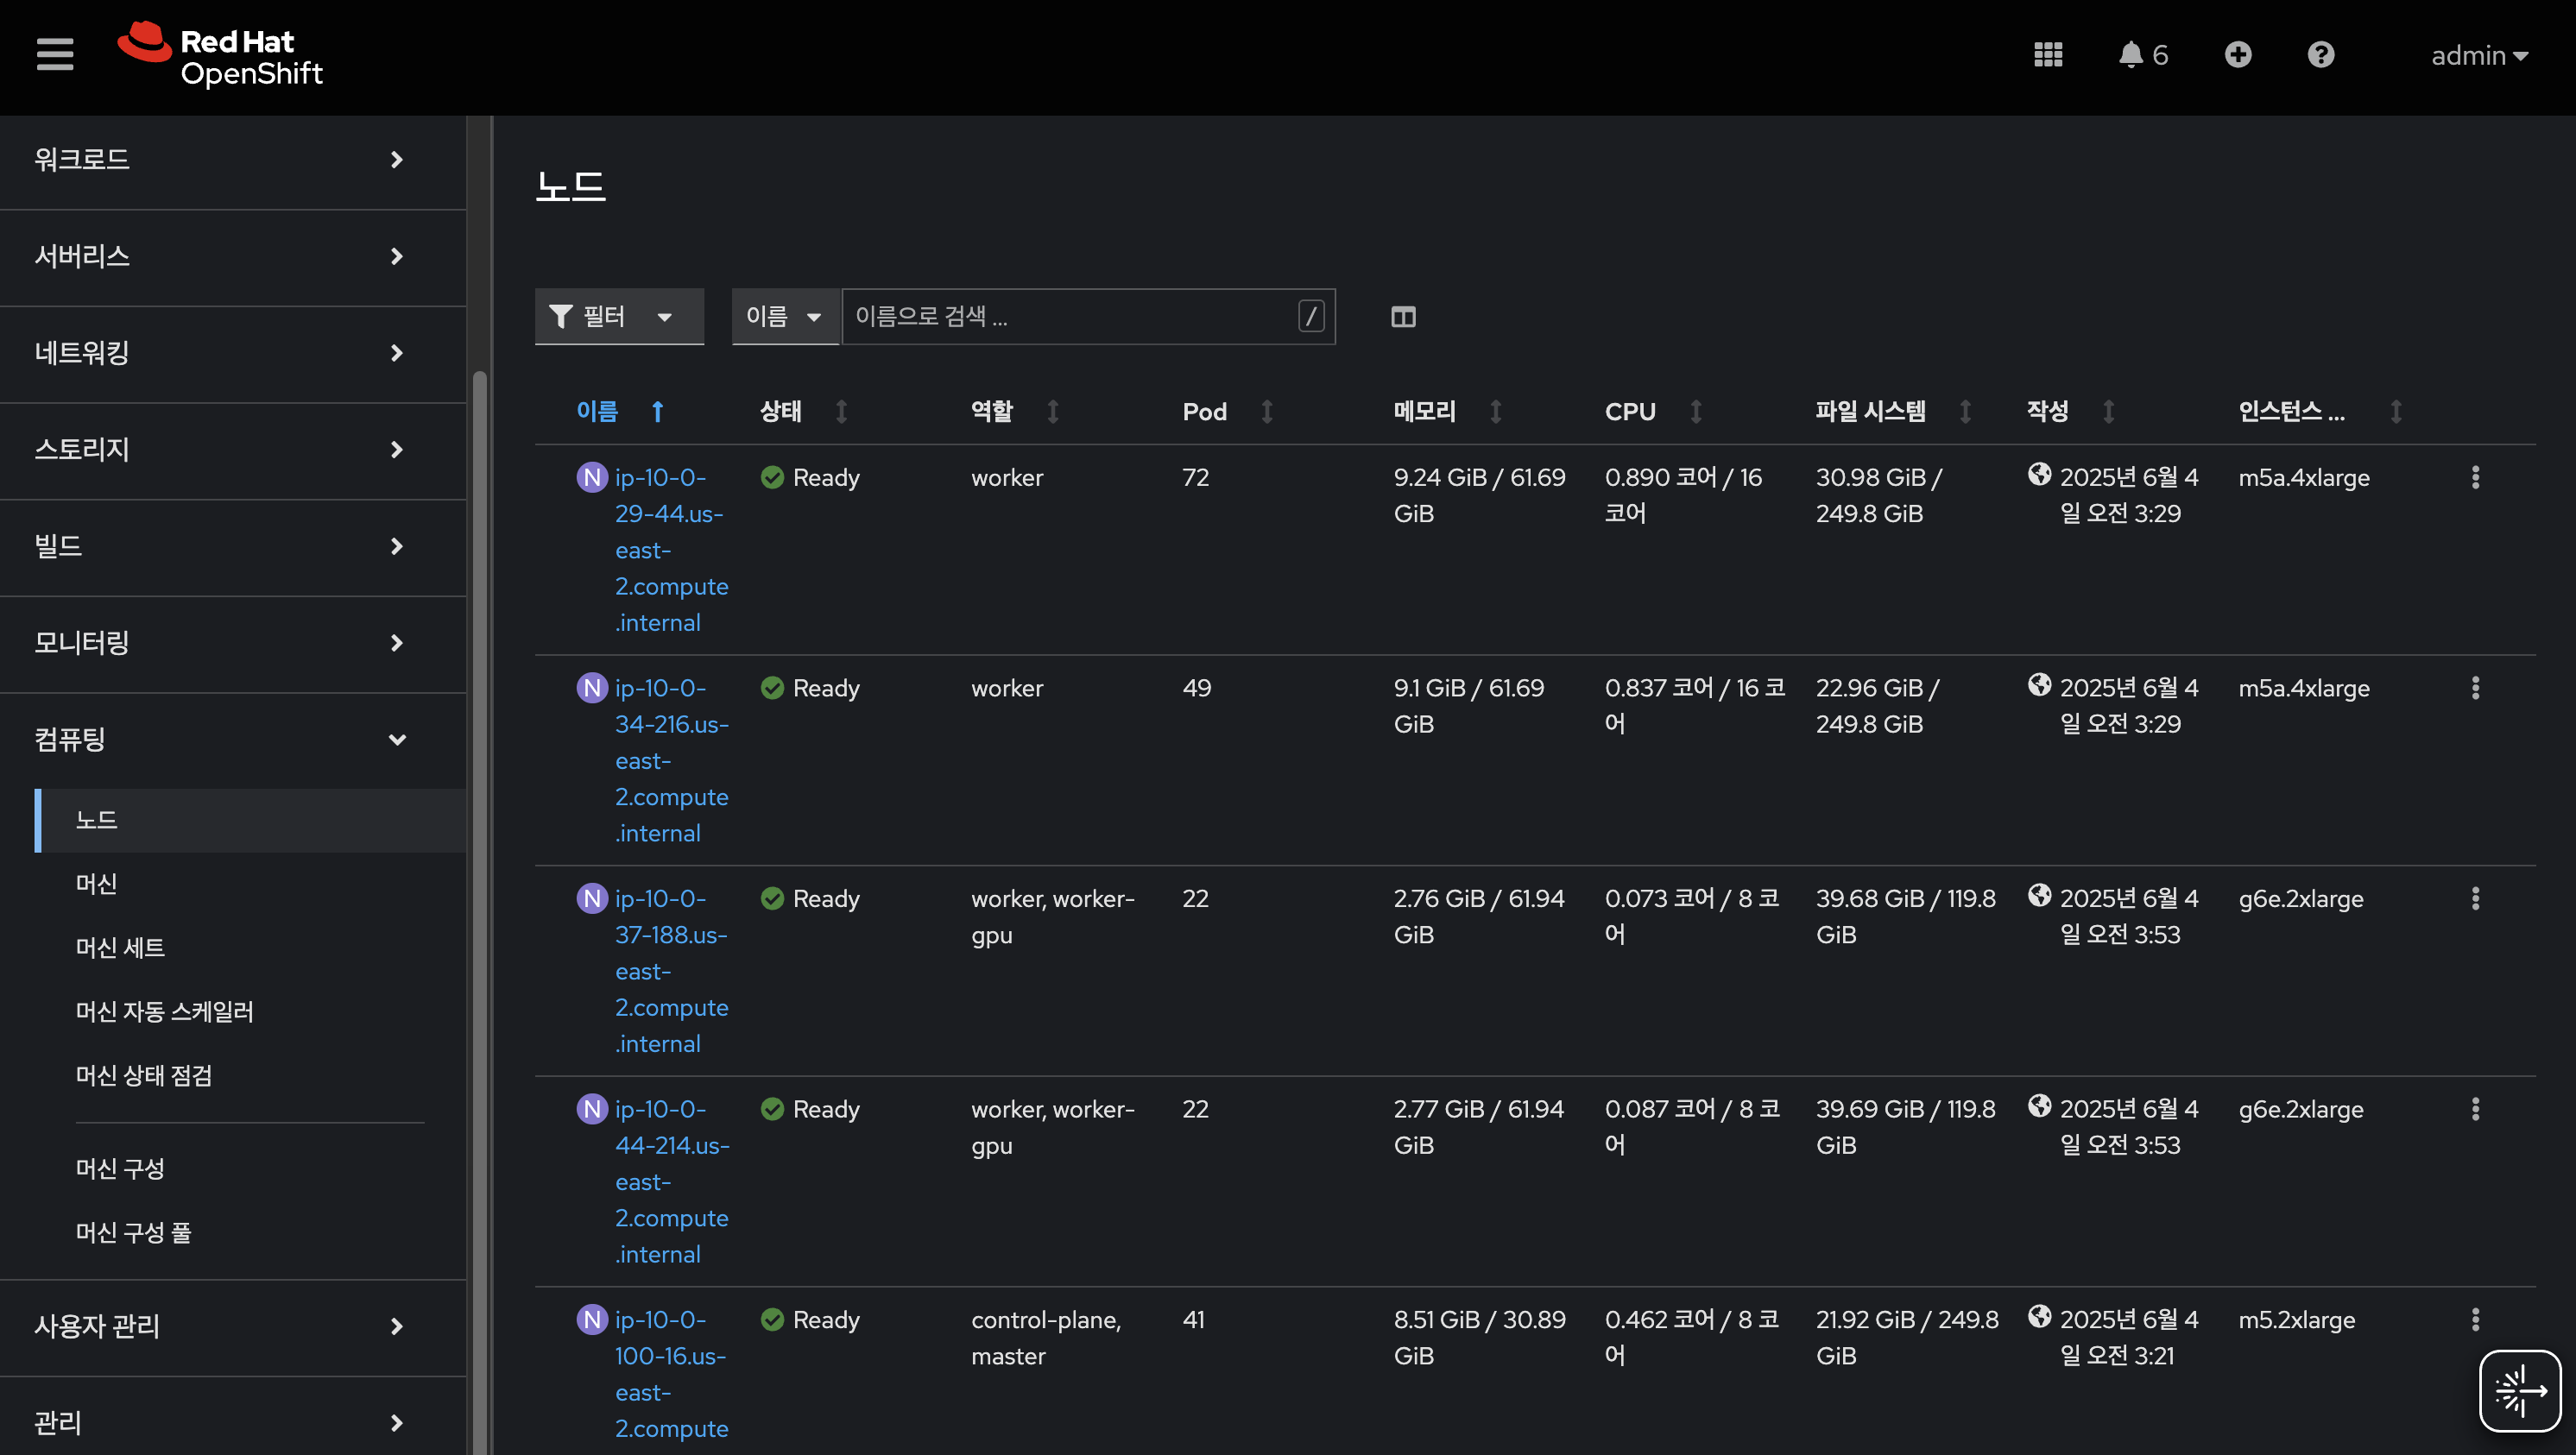 Red Hat
OpenShift
6
admin
워크로드
서버리스
네트워킹
스토리지
빌드
모니터링
컴퓨팅
노드
머신
머신 세트
머신 자동 스케일러
머신 상태 점검
머신 구성
머신 구성 풀
사용자 관리
관리
노드
필터
이름
이름으로 검색 ...
/
이름 상태 역할 Pod 메모리 CPU 파일 시스템 작성 인스턴스 ...
N ip-10-0- Ready worker 72 9.24 GiB / 61.69 0.890 코어 / 16 30.98 GiB / 2025년 6월 4 m5a.4xlarge
29-44.us- GiB 코어 249.8 GiB 일 오전 3:29
east-
2.compute
.internal
N ip-10-0- Ready worker 49 9.1 GiB / 61.69 0.837 코어 / 16 코 22.96 GiB / 2025년 6월 4 m5a.4xlarge
34-216.us- GiB 어 249.8 GiB 일 오전 3:29
east-
2.compute
.internal
N ip-10-0- Ready worker, worker- 22 2.76 GiB / 61.94 0.073 코어 / 8 코 39.68 GiB / 119.8 2025년 6월 4 g6e.2xlarge
37-188.us- gpu GiB 어 GiB 일 오전 3:53
east-
2.compute
.internal
N ip-10-0- Ready worker, worker- 22 2.77 GiB / 61.94 0.087 코어 / 8 코 39.69 GiB / 119.8 2025년 6월 4 g6e.2xlarge
44-214.us- gpu GiB 어 GiB 일 오전 3:53
east-
2.compute
.internal
N ip-10-0- Ready control-plane, 41 8.51 GiB / 30.89 0.462 코어 / 8 코 21.92 GiB / 249.8 2025년 6월 4 m5.2xlarge
100-16.us- master GiB 어 GiB 일 오전 3:21
east-
2.compute